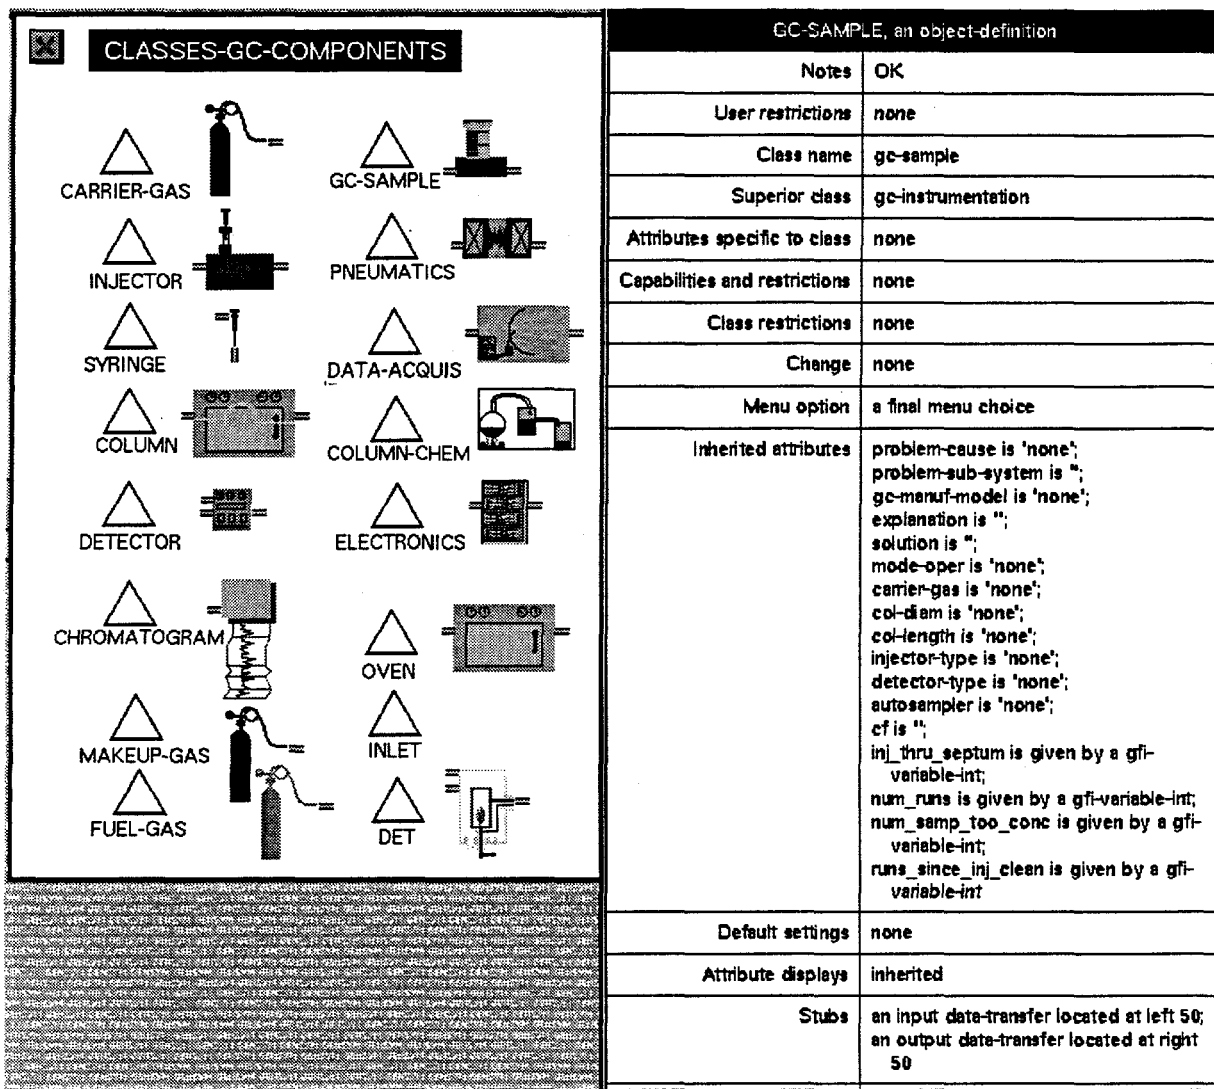 CLASSES-GC-COMPONENTS
CARRIER-GAS
GC-SAMPLE
INJECTOR
PNEUMATICS
SYRINGE
DATA-ACQUIS
COLUMN
COLUMN-CHEM
DETECTOR
ELECTRONICS
CHROMATOGRAM
OVEN
MAKEUP-GAS
INLET
FUEL-GAS
DET
GC-SAMPLE, an object-definition
Notes OK
User restrictions none
Class name gc-sample
Superior class gc-instrumentation
Attributes specific to class none
Capabilities and restrictions none
Class restrictions none
Change none
Menu option a final menu choice
Inherited attributes problem-cause is "none";
problem-sub-system is "";
gc-manuf-model is "none";
explanation is "";
solution is "";
mode-oper is "none";
carrier-gas is "none";
col-diam is "none";
col-length is "none";
injector-type is "none";
detector-type is "none";
autosampler is "none";
cf is "";
inj_thru_septum is given by a gfi-
variable-int;
num_runs is given by a gfi-variable-int;
num_samp_too_conc is given by a gfi-
variable-int;
runs_since_inj_clean is given by a gfi-
variable-int
Default settings none
Attribute displays inherited
Stubs an input data-transfer located at left 50;
an output data-transfer located at right
50